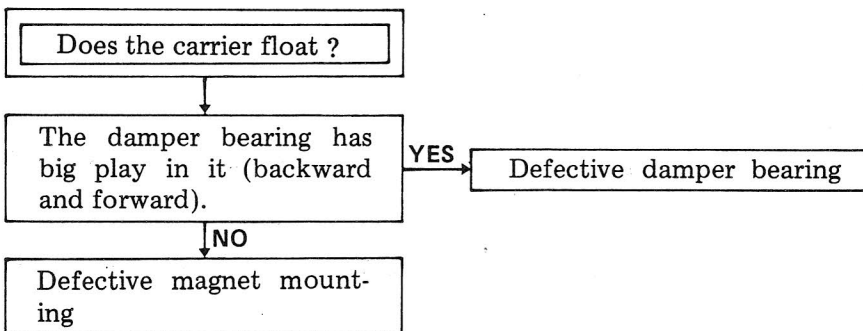 Does the carrier float ?
The damper bearing has
big play in it (backward
and forward).
YES
Defective damper bearing
NO
Defective magnet mount-
ing